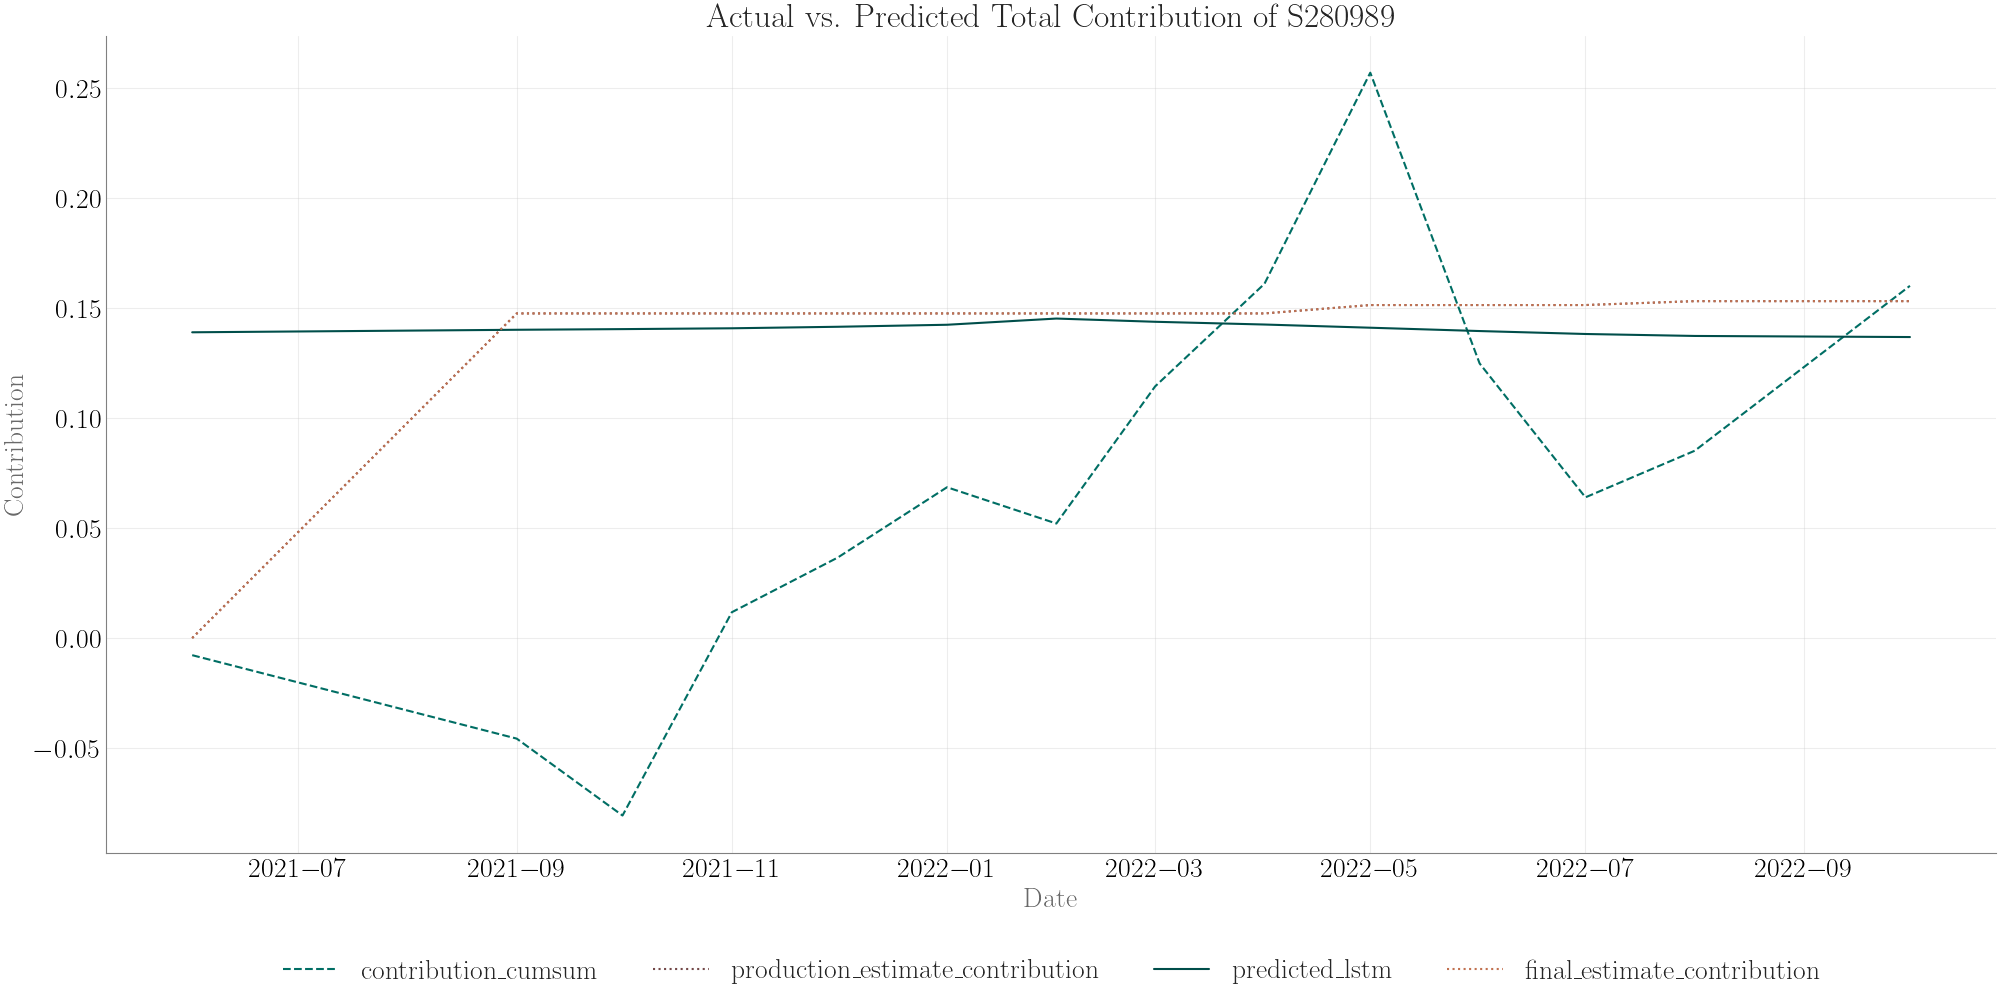 Actual vs. Predicted Total Contribution of S280989
Contribution
0.25
0.20
0.15
0.10
0.05
0.00
−0.05
2021−07 2021−09 2021−11 2022−01 2022−03 2022−05 2022−07 2022−09
Date
contribution_cumsum production_estimate_contribution predicted_lstm final_estimate_contribution